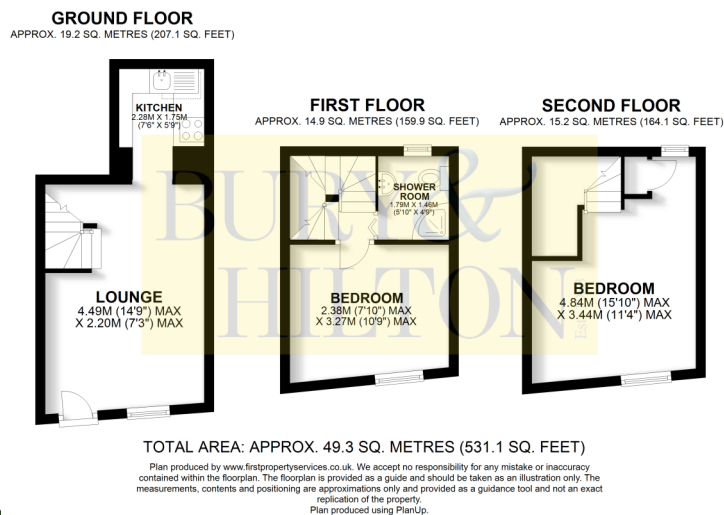 GROUND FLOOR
APPROX. 19.2 SQ. METRES (207.1 SQ. FEET)
KITCHEN
2.28M X 1.75M
(7'6" X 5'9")
LOUNGE
4.49M (14'9") MAX
X 2.20M (7'3") MAX
FIRST FLOOR
APPROX. 14.9 SQ. METRES (159.9 SQ. FEET)
SHOWER
ROOM
1.79M X 1.46M
(5'10" X 4'9")
BEDROOM
2.38M (7'10") MAX
X 3.27M (10'9") MAX
SECOND FLOOR
APPROX. 15.2 SQ. METRES (164.1 SQ. FEET)
BEDROOM
4.84M (15'10") MAX
X 3.44M (11'4") MAX
BURY &
HILTON
TOTAL AREA: APPROX. 49.3 SQ. METRES (531.1 SQ. FEET)
Plan produced by www.firstpropertyservices.co.uk. We accept no responsibility for any mistake or inaccuracy
contained within the floorplan. The floorplan is provided as a guide and should be taken as an illustration only. The
measurements, contents and positioning are approximations only and provided as a guidance tool and not an exact
replication of the property.
Plan produced using PlanUp.